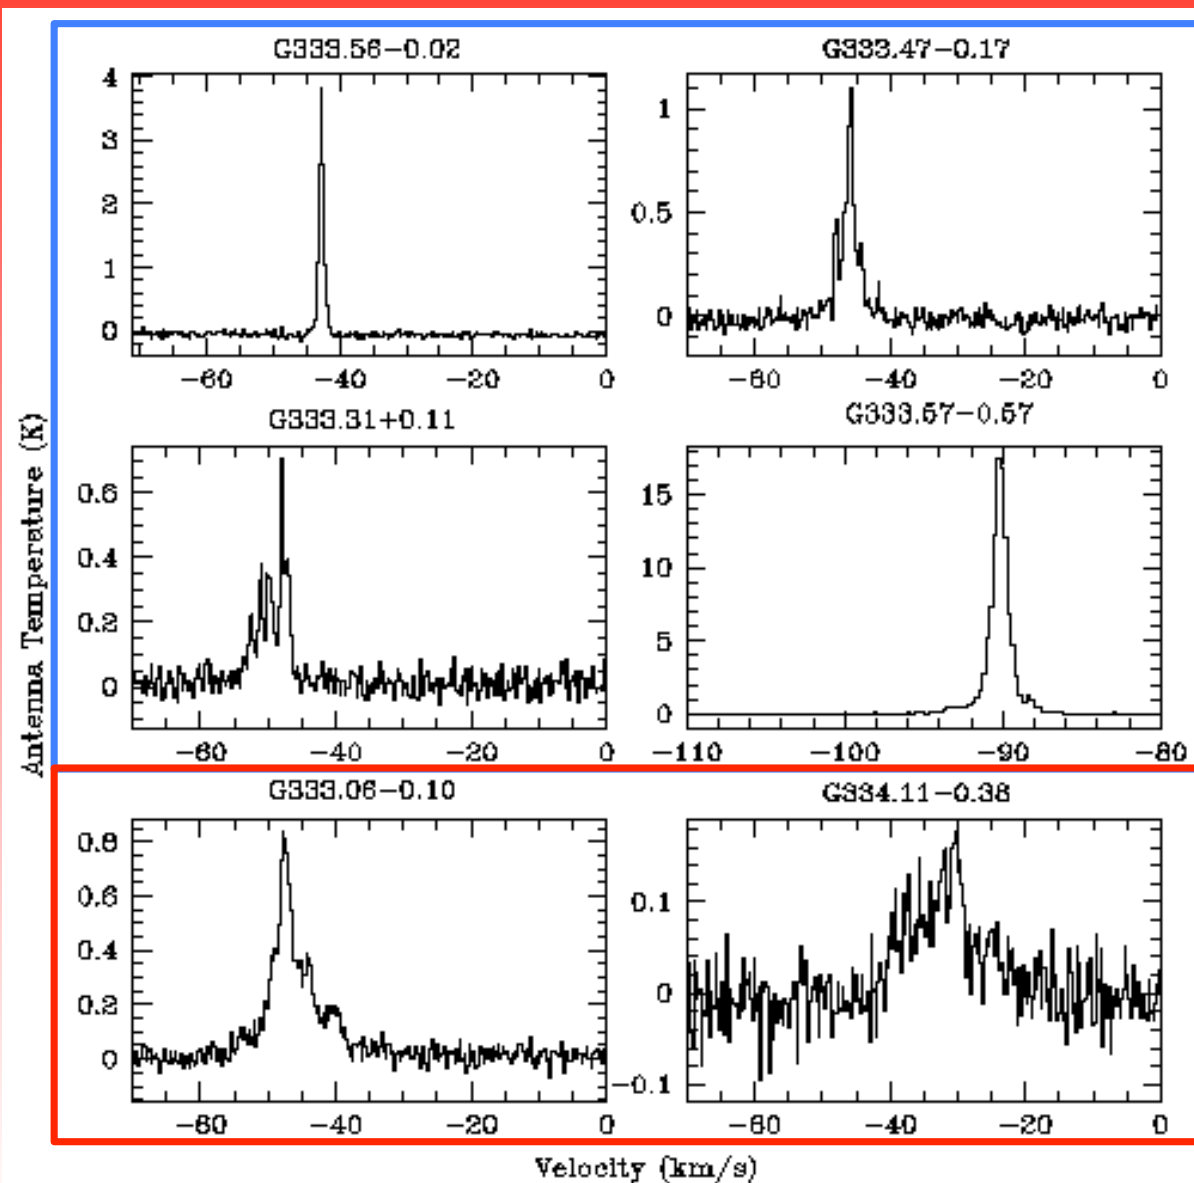 G333.56−0.02
G333.47−0.17
4
3
2
1
0
1
0.5
0
−60 −40 −20 0
−60 −40 −20 0
G333.31+0.11
G333.57−0.57
0.6
0.4
0.2
0
15
10
5
0
−60 −40 −20 0
−110 −100 −90 −80
G333.06−0.10
G334.11−0.38
0.8
0.6
0.4
0.2
0
0.1
0
−0.1
−60 −40 −20 0
−60 −40 −20 0
Antenna Temperature (K)
Velocity (km/s)